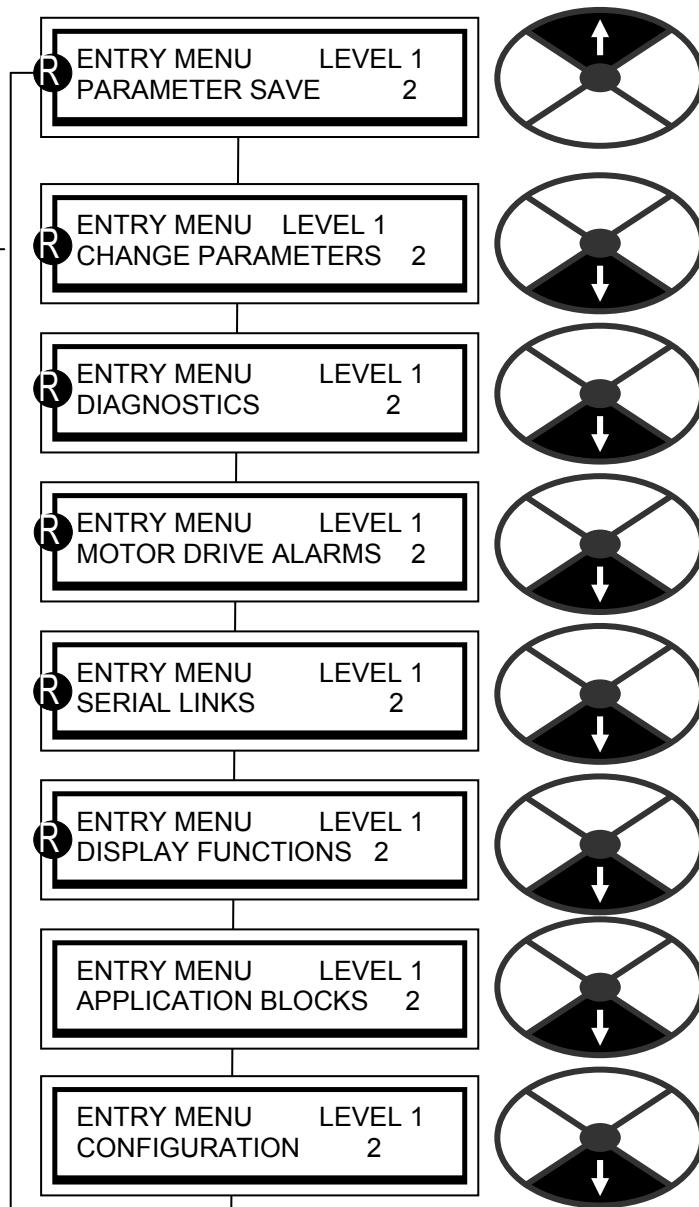 R ENTRY MENU LEVEL 1
PARAMETER SAVE 2
R ENTRY MENU LEVEL 1
CHANGE PARAMETERS 2
R ENTRY MENU LEVEL 1
DIAGNOSTICS 2
R ENTRY MENU LEVEL 1
MOTOR DRIVE ALARMS 2
R ENTRY MENU LEVEL 1
SERIAL LINKS 2
R ENTRY MENU LEVEL 1
DISPLAY FUNCTIONS 2
ENTRY MENU LEVEL 1
APPLICATION BLOCKS 2
ENTRY MENU LEVEL 1
CONFIGURATION 2